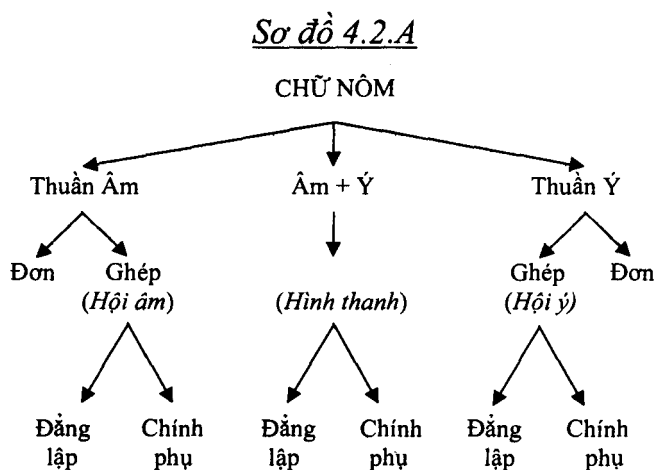 Sơ đồ 4.2.A
CHỮ NÔM
Thuần Âm Âm + Ý Thuần Ý
Đơn Ghép Ghép Đơn
(Hội âm) (Hình thanh) (Hội ý)
Đẳng Chính Đẳng Chính Đẳng Chính
lập phụ lập phụ lập phụ